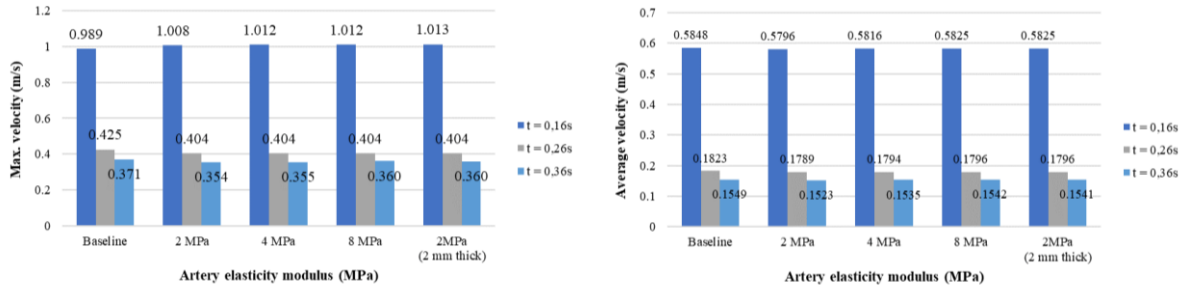 1.2
1
0.8
0.6
0.4
0.2
0
Max. velocity (m/s)
0.989
1.008
1.012
1.012
1.013
0.425
0.404
0.404
0.404
0.404
0.371
0.354
0.355
0.360
0.360
Baseline
2 MPa
4 MPa
8 MPa
2MPa
(2 mm thick)
Artery elasticity modulus (MPa)
t = 0,16s
t = 0,26s
t = 0,36s
0.7
0.6
0.5
0.4
0.3
0.2
0.1
0
Average velocity (m/s)
0.5848
0.5796
0.5816
0.5825
0.5825
0.1823
0.1789
0.1794
0.1796
0.1796
0.1549
0.1523
0.1535
0.1542
0.1541
Baseline
2 MPa
4 MPa
8 MPa
2MPa
(2 mm thick)
Artery elasticity modulus (MPa)
t = 0,16s
t = 0,26s
t = 0,36s